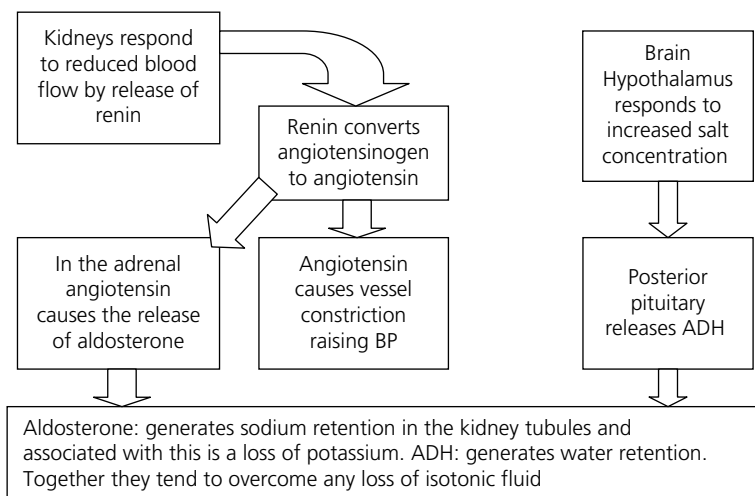 Kidneys respond
to reduced blood
flow by release of
renin
Brain
Hypothalamus
responds to
increased salt
concentration
Renin converts
angiotensinogen
to angiotensin
In the adrenal
angiotensin
causes the release
of aldosterone
Angiotensin
causes vessel
constriction
raising BP
Posterior
pituitary
releases ADH
Aldosterone: generates sodium retention in the kidney tubules and
associated with this is a loss of potassium. ADH: generates water retention.
Together they tend to overcome any loss of isotonic fluid